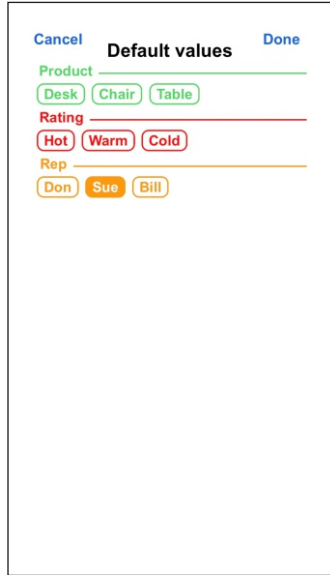 Cancel Default values Done
Product
Desk Chair Table
Rating
Hot Warm Cold
Rep
Don Sue Bill